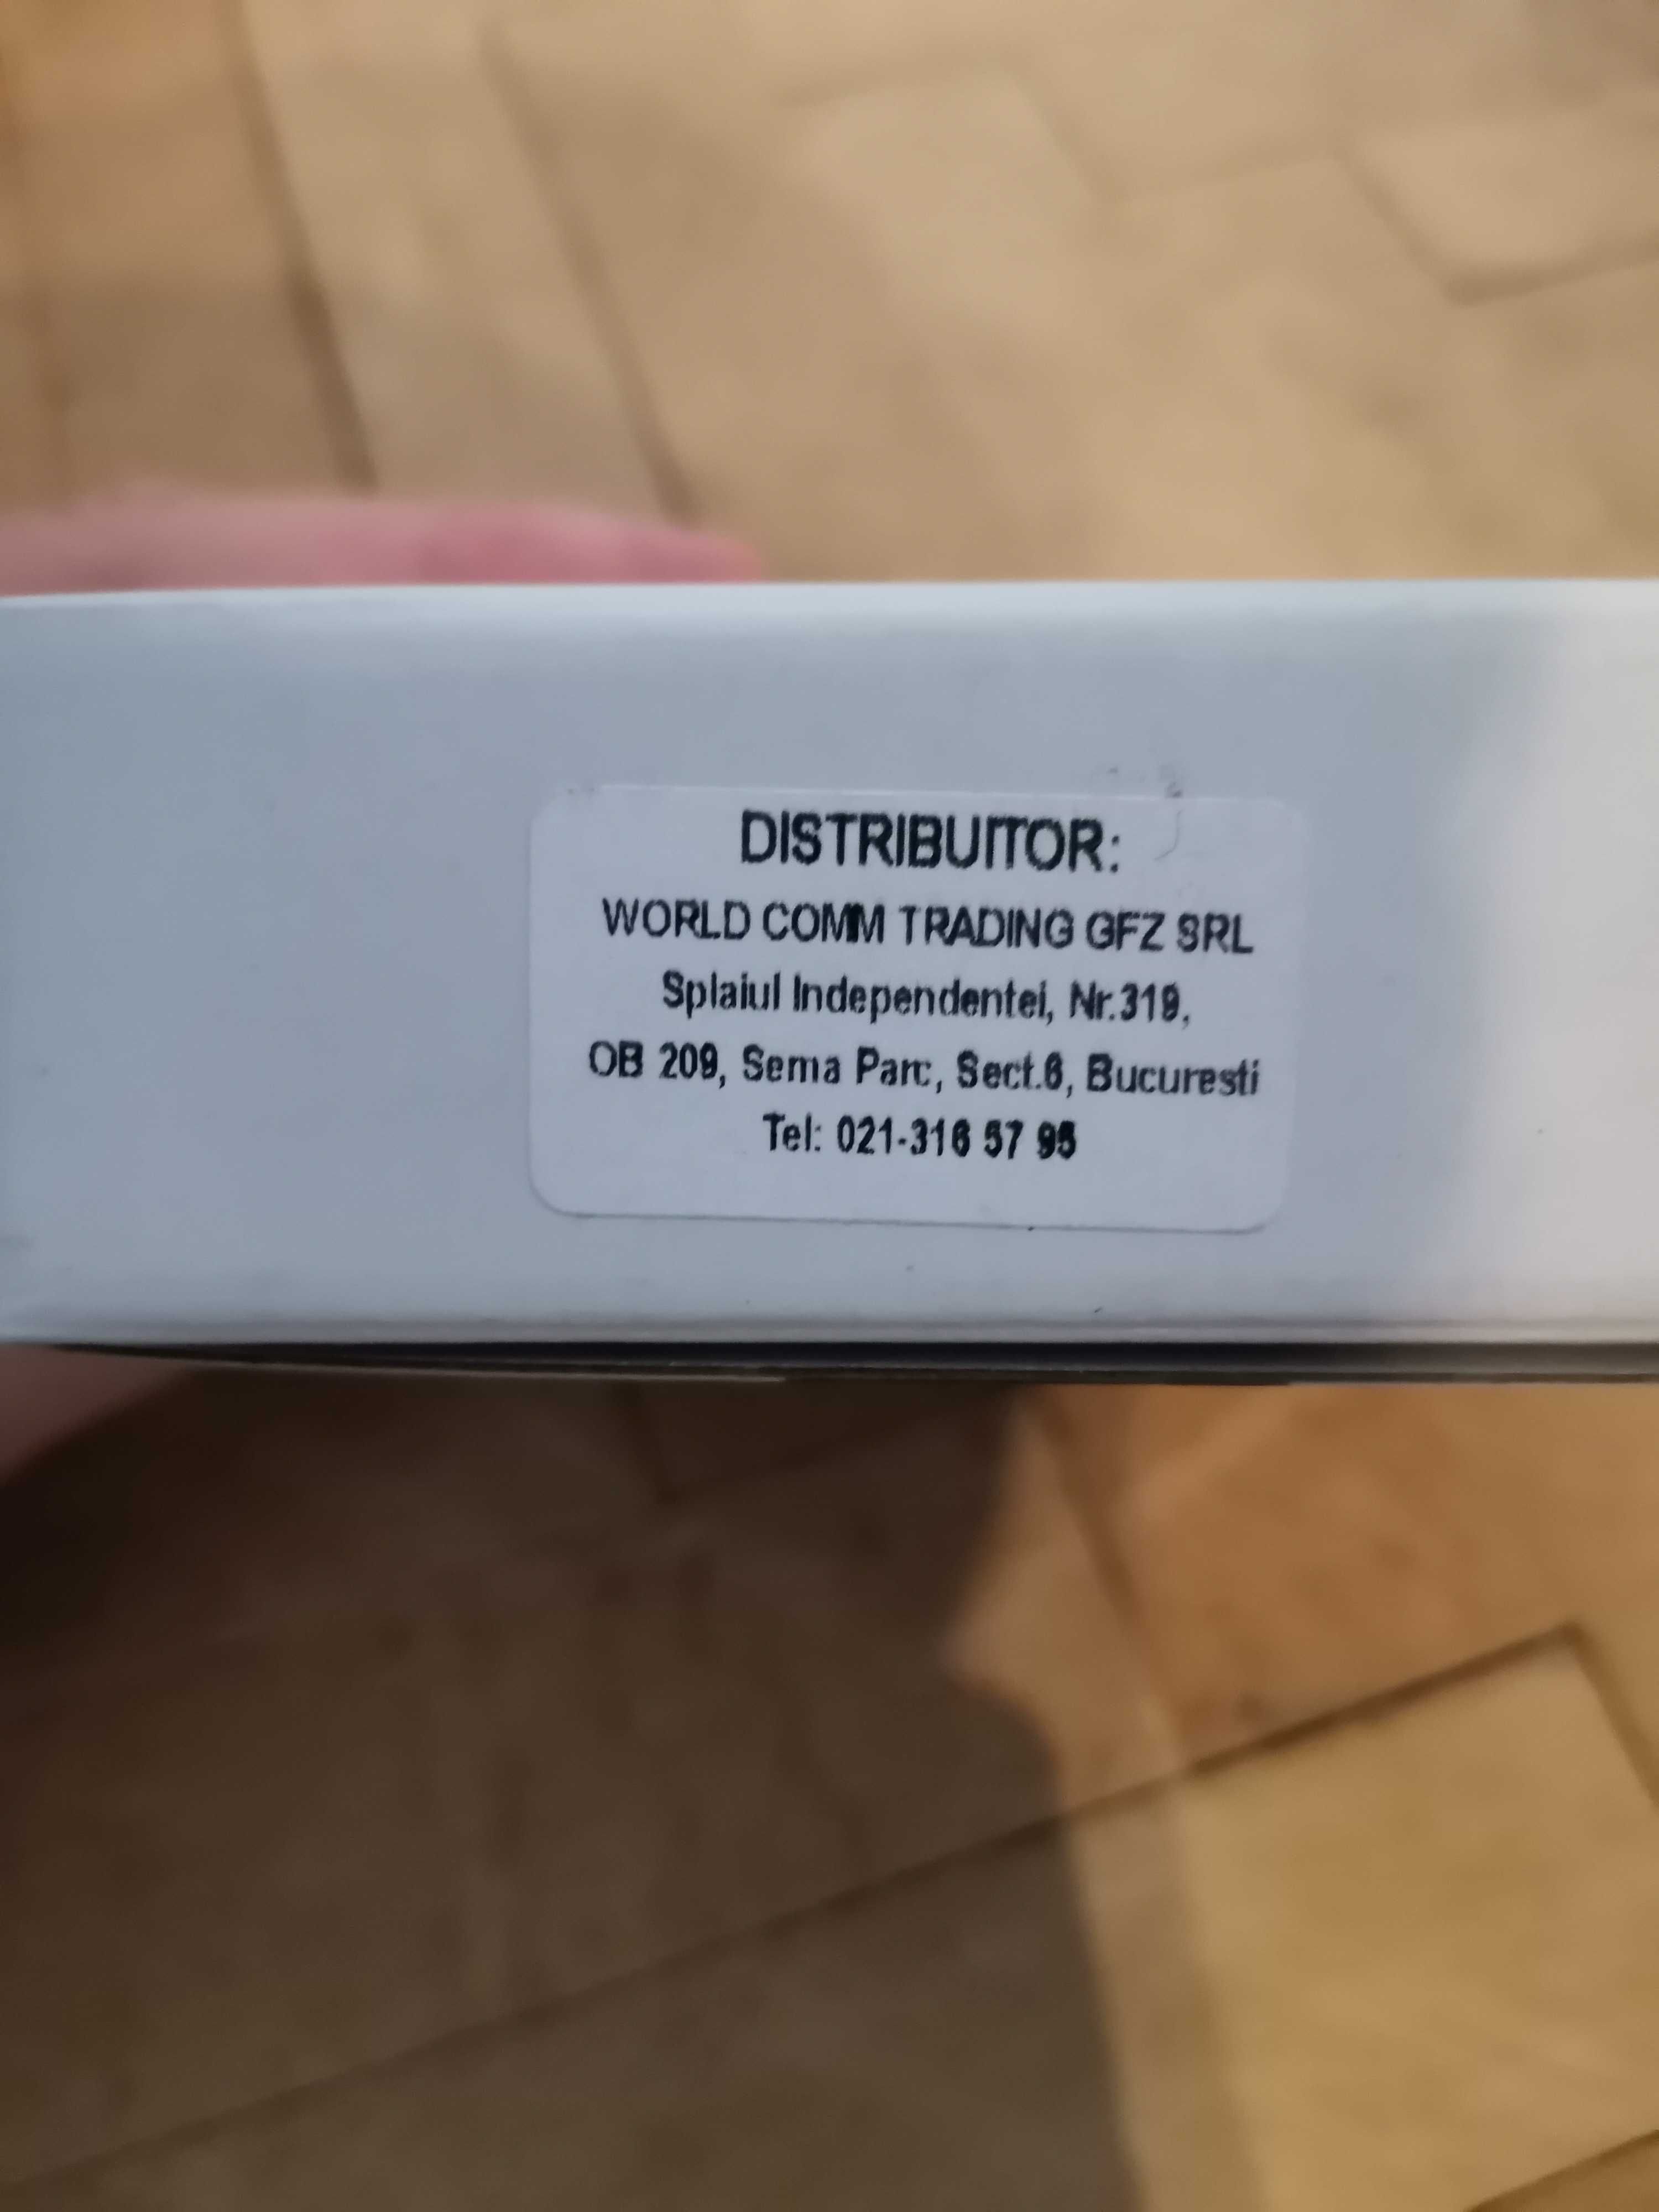 DISTRIBUITOR:
WORLD COMM TRADING GFZ SRL
Splaiul Independentei, Nr.319,
OB 209, Sema Parc, Sect.6, Bucuresti
Tel: 021-316 57 95